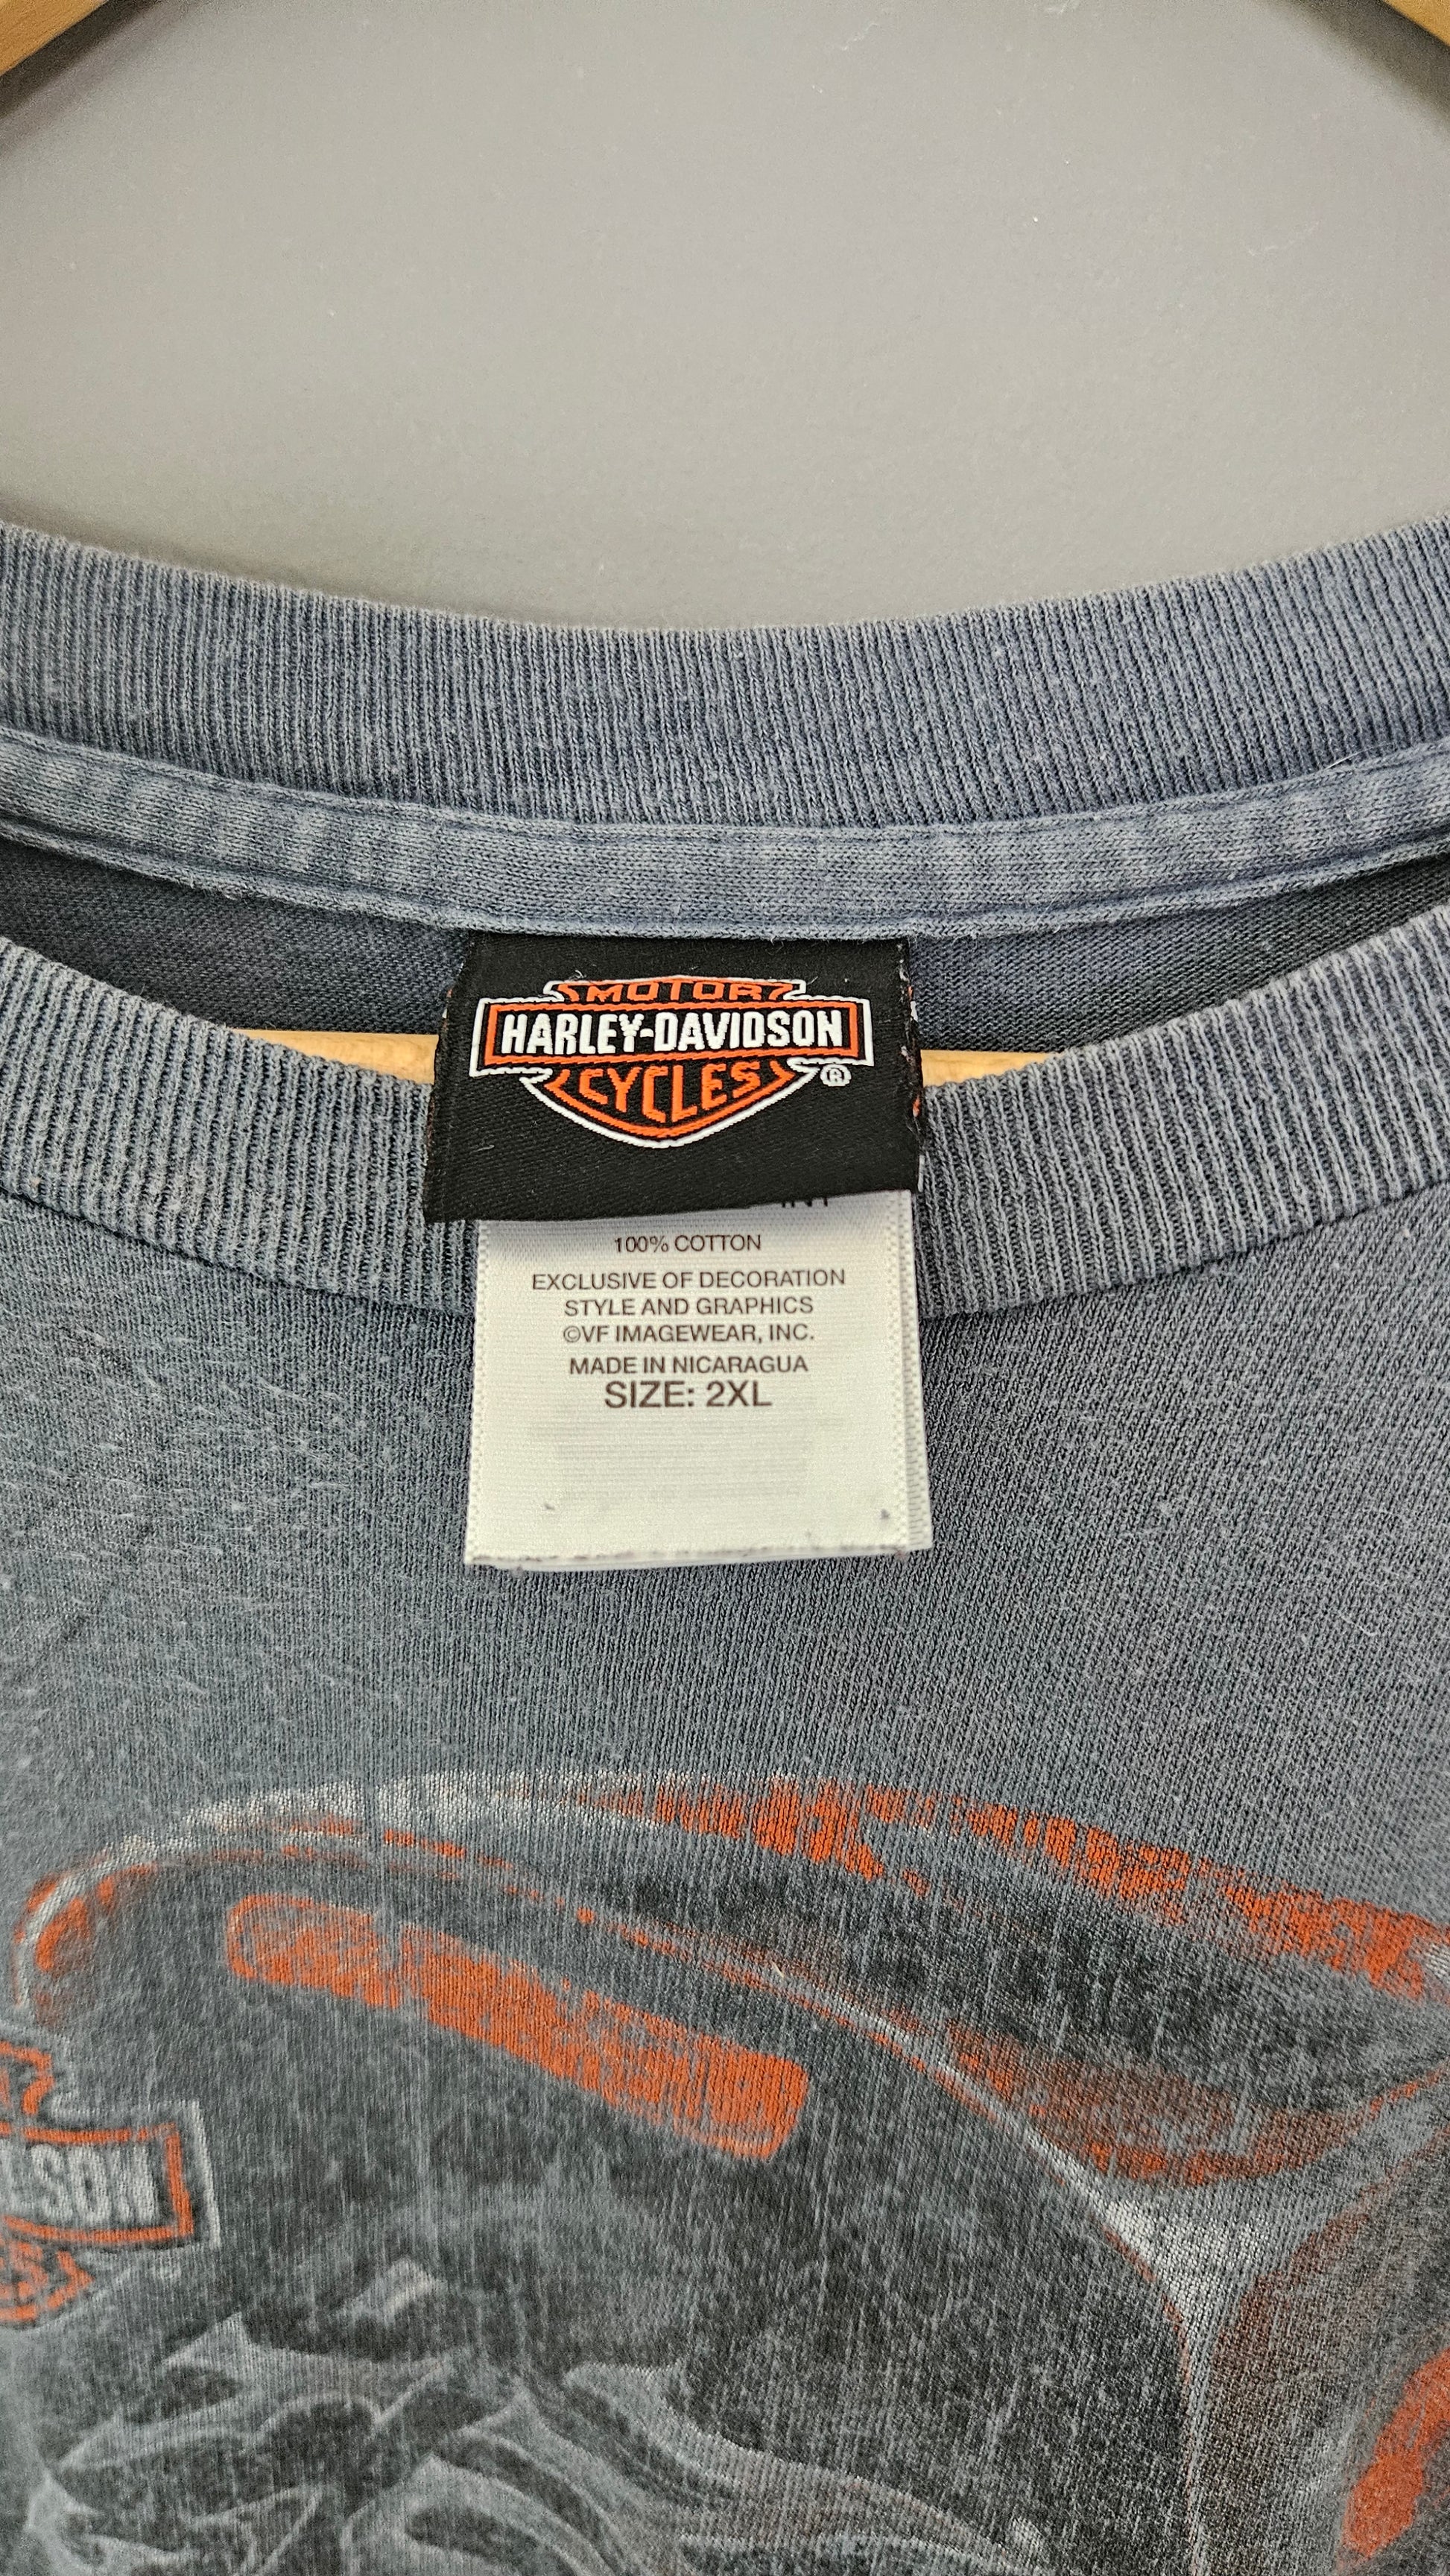 MOTOR
HARLEY-DAVIDSON
CYCLES
®
100% COTTON
EXCLUSIVE OF DECORATION
STYLE AND GRAPHICS
©VF IMAGEWEAR, INC.
MADE IN NICARAGUA
SIZE: 2XL
SON